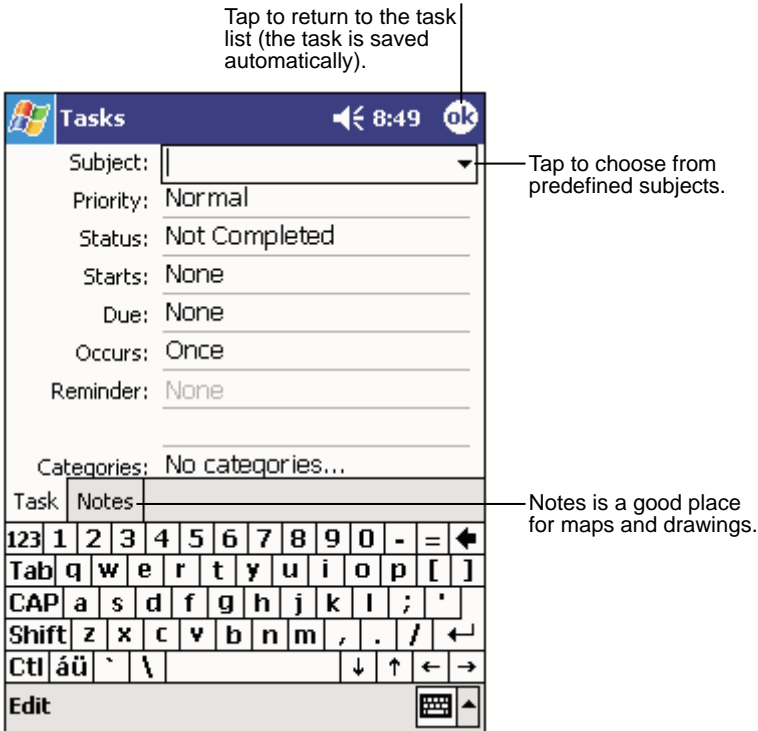 Tap to return to the task
list (the task is saved
automatically).
Tasks 8:49 ok
Subject:
Tap to choose from
predefined subjects.
Priority: Normal
Status: Not Completed
Starts: None
Due: None
Occurs: Once
Reminder: None
Categories: No categories...
Task Notes
Notes is a good place
for maps and drawings.
123 1 2 3 4 5 6 7 8 9 0 - =
Tab q w e r t y u i o p [ ]
CAP a s d f g h j k l ; '
Shift z x c v b n m , . /
Ctl áü ` \ ↓ ↑ ← →
Edit